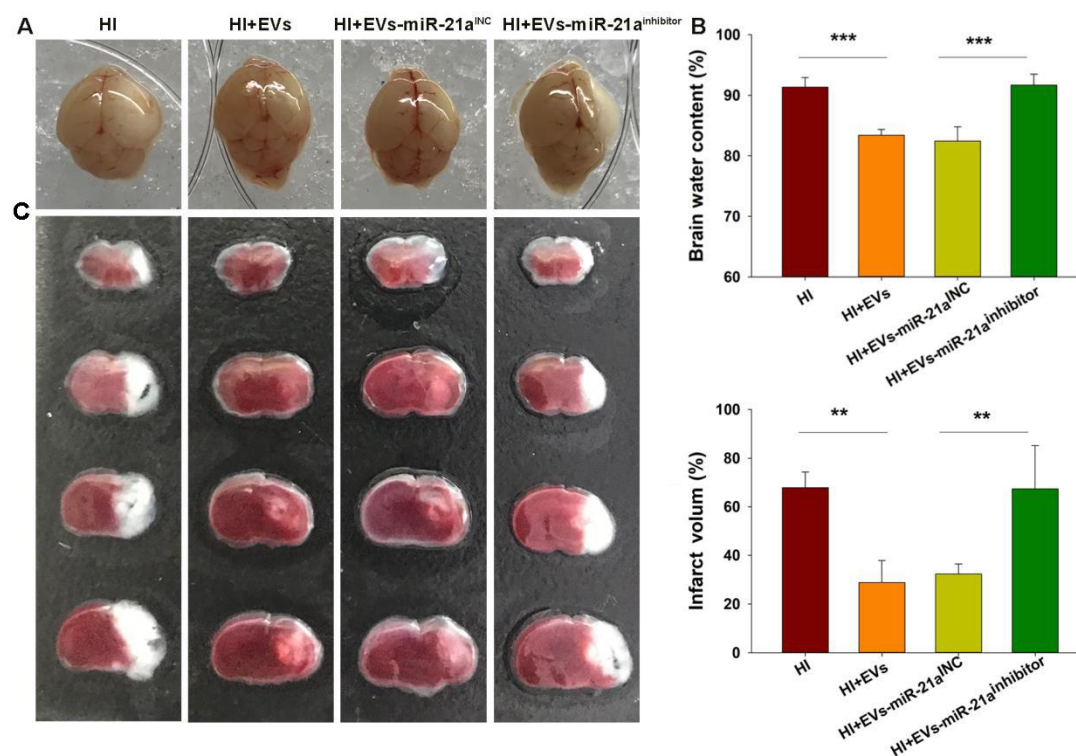 A
HI
HI+EVs
HI+EVs-miR-21aINC
HI+EVs-miR-21ainhibitor
B
Brain water content (%)
100
90
80
70
60
***
***
HI
HI+EVs
HI+EVs-miR-21aINC
HI+EVs-miR-21ainhibitor
C
Infarct volum (%)
100
80
60
40
20
0
**
**
HI
HI+EVs
HI+EVs-miR-21aINC
HI+EVs-miR-21ainhibitor